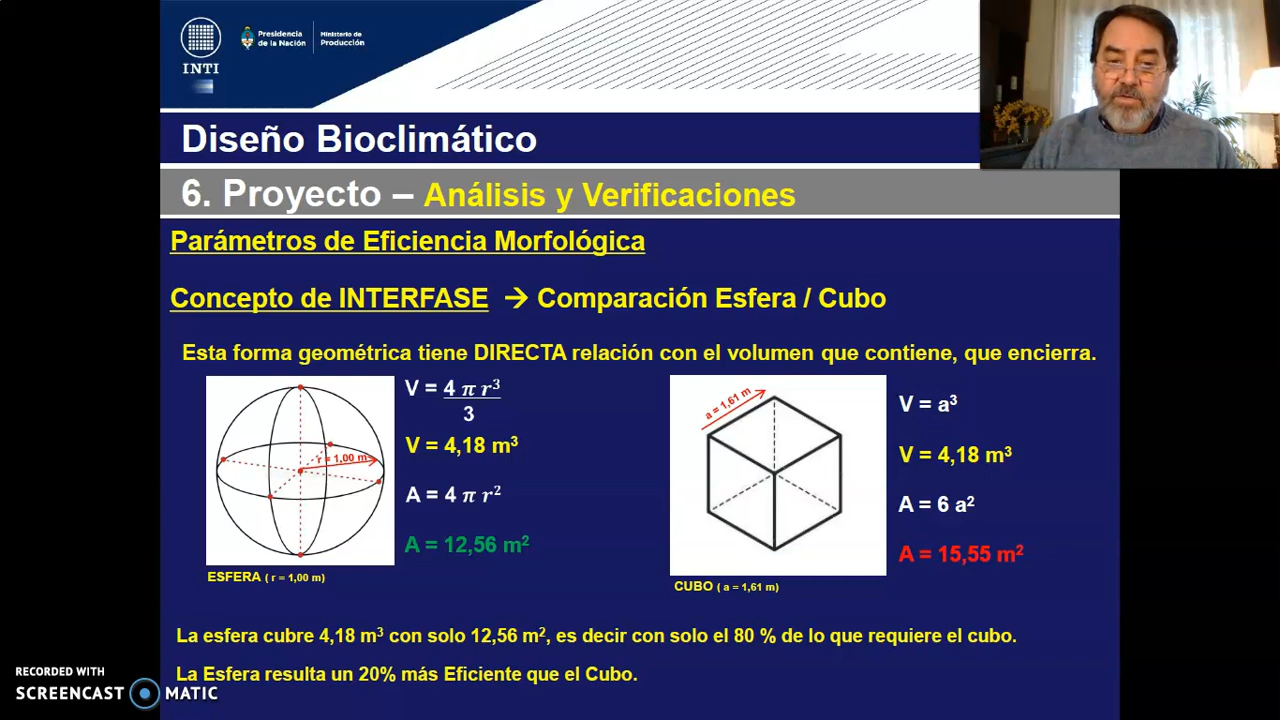 INTI
Presidencia
de la Nación
Ministerio de
Producción
Diseño Bioclimático
6. Proyecto – Análisis y Verificaciones
Parámetros de Eficiencia Morfológica
Concepto de INTERFASE → Comparación Esfera / Cubo
Esta forma geométrica tiene DIRECTA relación con el volumen que contiene, que encierra.
r = 1,00 m
ESFERA ( r = 1,00 m)
V = 4 π r³
3
V = 4,18 m³
A = 4 π r²
A = 12,56 m²
a = 1,61 m
CUBO ( a = 1,61 m)
V = a³
V = 4,18 m³
A = 6 a²
A = 15,55 m²
La esfera cubre 4,18 m³ con solo 12,56 m², es decir con solo el 80 % de lo que requiere el cubo.
La Esfera resulta un 20% más Eficiente que el Cubo.
RECORDED WITH
SCREENCAST MATIC